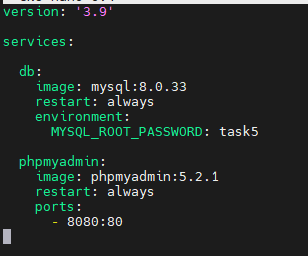 version: '3.9'
services:
db:
image: mysql:8.0.33
restart: always
environment:
MYSQL_ROOT_PASSWORD: task5
phpmyadmin:
image: phpmyadmin:5.2.1
restart: always
ports:
- 8080:80